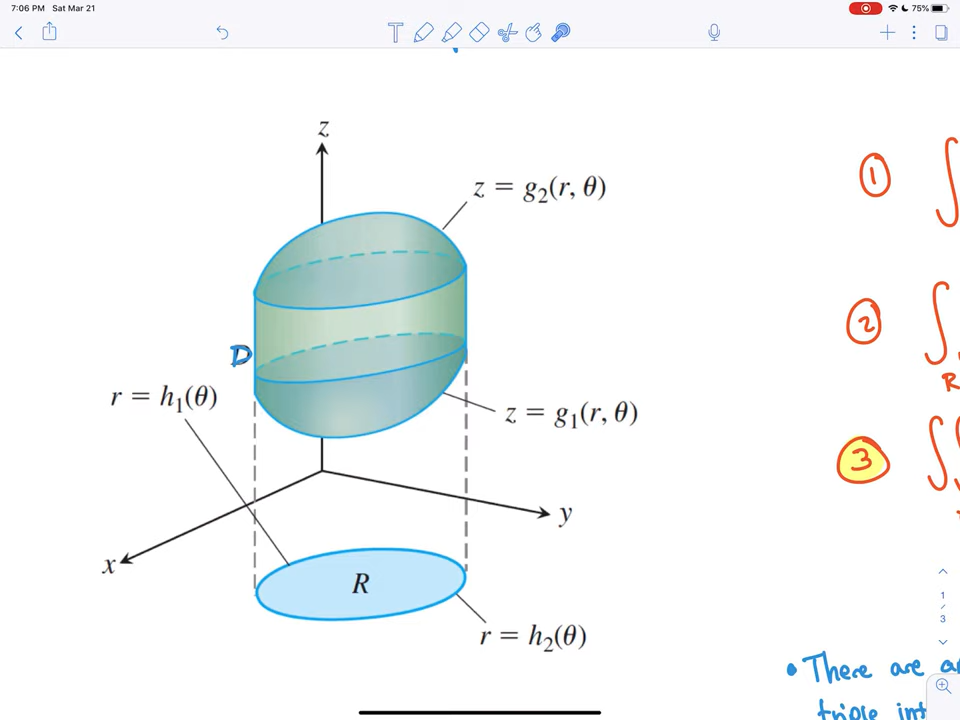 7:06 PM Sat Mar 21
75%
T
z
z = g₂(r, θ)
①
∫
D
②
∫
R
r = h₁(θ)
z = g₁(r, θ)
③
∫∫
y
x
R
r = h₂(θ)
1
/
3
• There are
triple int